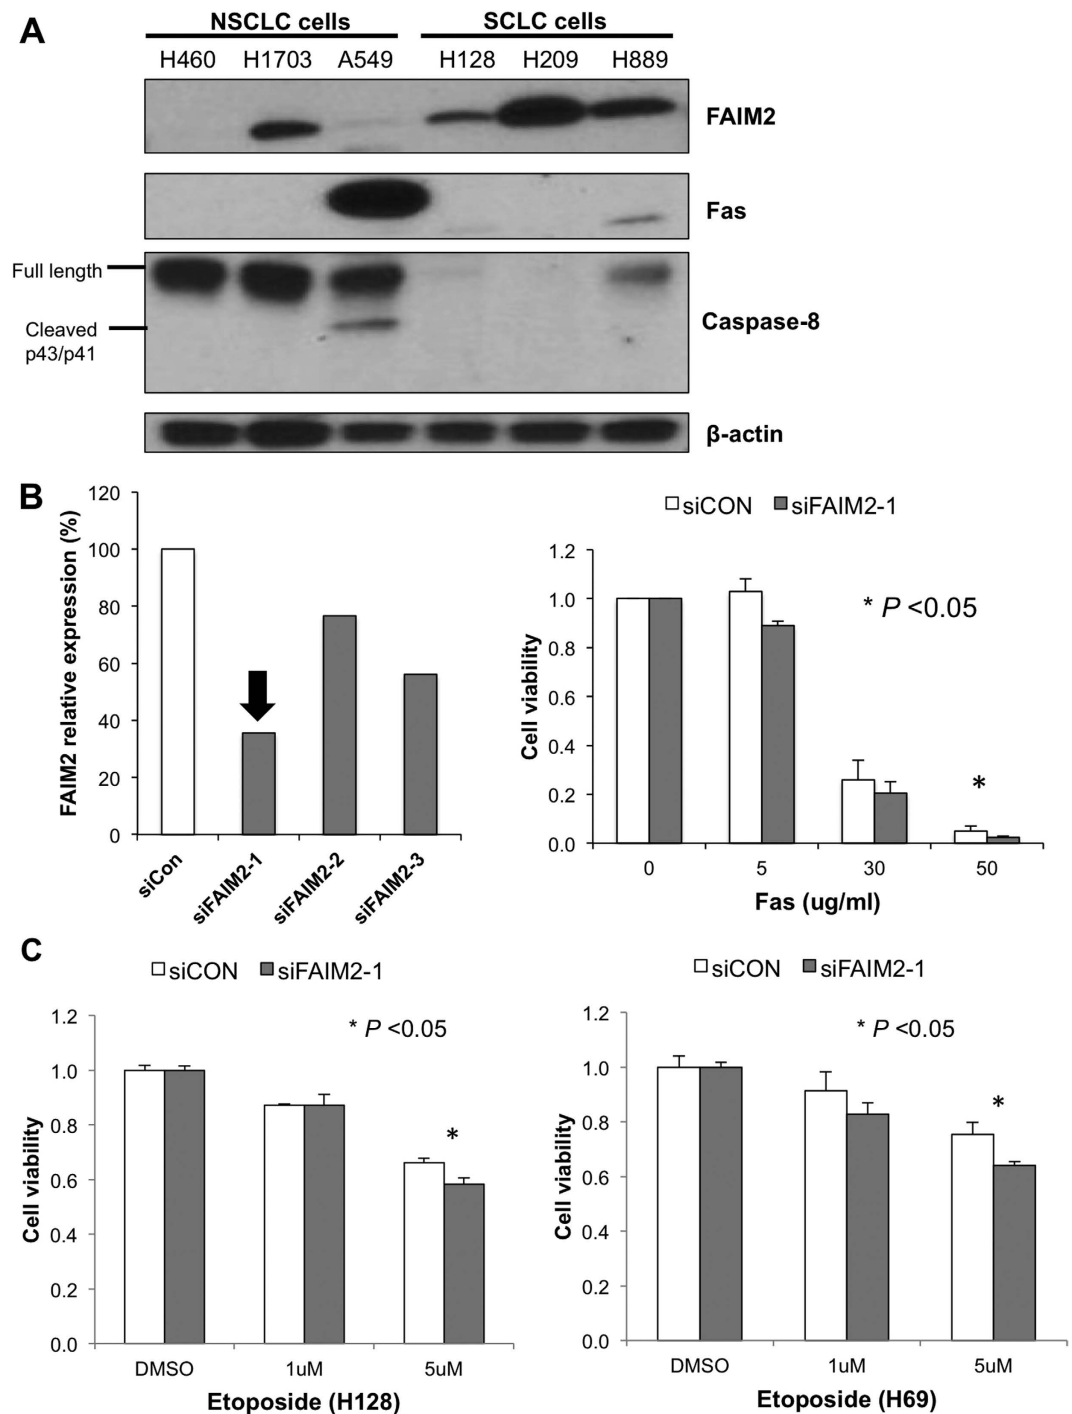 A
NSCLC cells SCLC cells
H460 H1703 A549 H128 H209 H889
FAIM2
Fas
Full length
Caspase-8
Cleaved
p43/p41
β-actin
B
FAIM2 relative expression (%)
120
100
80
60
40
20
0
siCon siFAIM2-1 siFAIM2-2 siFAIM2-3
siCON siFAIM2-1
* P <0.05
Cell viability
1.2
1.0
0.8
0.6
0.4
0.2
0.0
*
0 5 30 50
Fas (ug/ml)
C
siCON siFAIM2-1
* P <0.05
Cell viability
1.2
1.0
0.8
0.6
0.4
0.2
0.0
*
DMSO 1uM 5uM
Etoposide (H128)
siCON siFAIM2-1
* P <0.05
Cell viability
1.2
1.0
0.8
0.6
0.4
0.2
0.0
*
DMSO 1uM 5uM
Etoposide (H69)